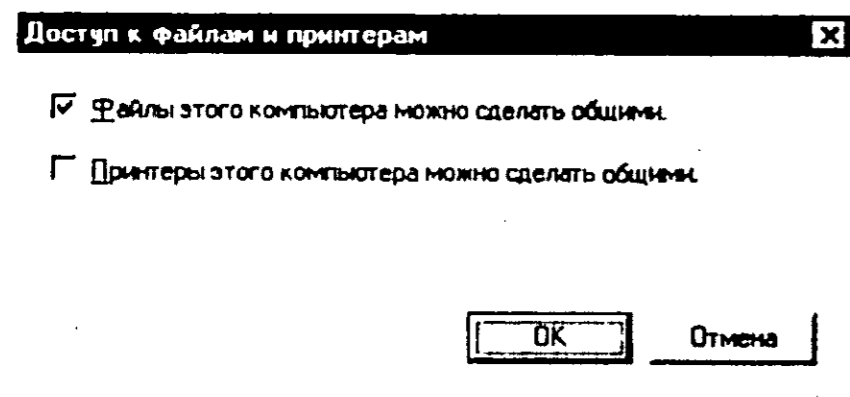 Доступ к файлам и принтерам
Файлы этого компьютера можно сделать общими.
Принтеры этого компьютера можно сделать общими.
OK
Отмена